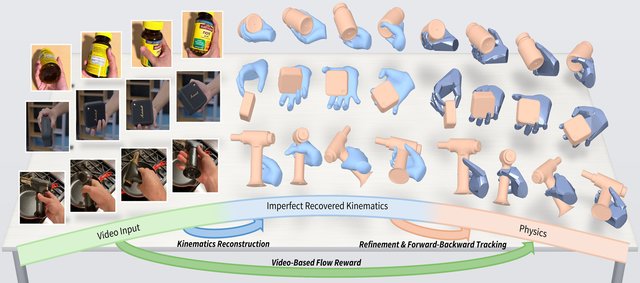 Imperfect Recovered Kinematics
Video Input
Physics
Kinematics Reconstruction
Refinement & Forward-Backward Tracking
Video-Based Flow Reward